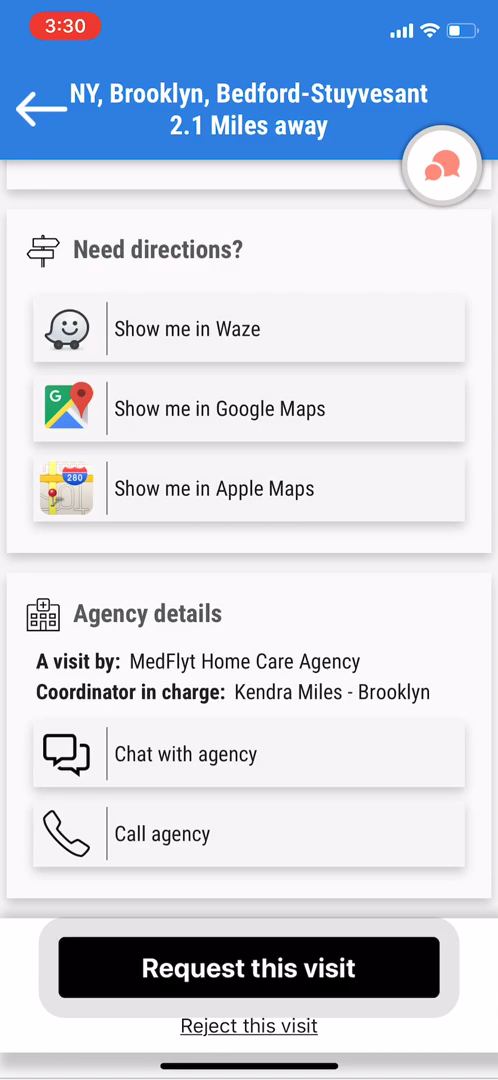 3:30
NY, Brooklyn, Bedford-Stuyvesant
2.1 Miles away
Need directions?
Show me in Waze
G
Show me in Google Maps
280
Show me in Apple Maps
Agency details
A visit by: MedFlyt Home Care Agency
Coordinator in charge: Kendra Miles - Brooklyn
Chat with agency
Call agency
Request this visit
Reject this visit